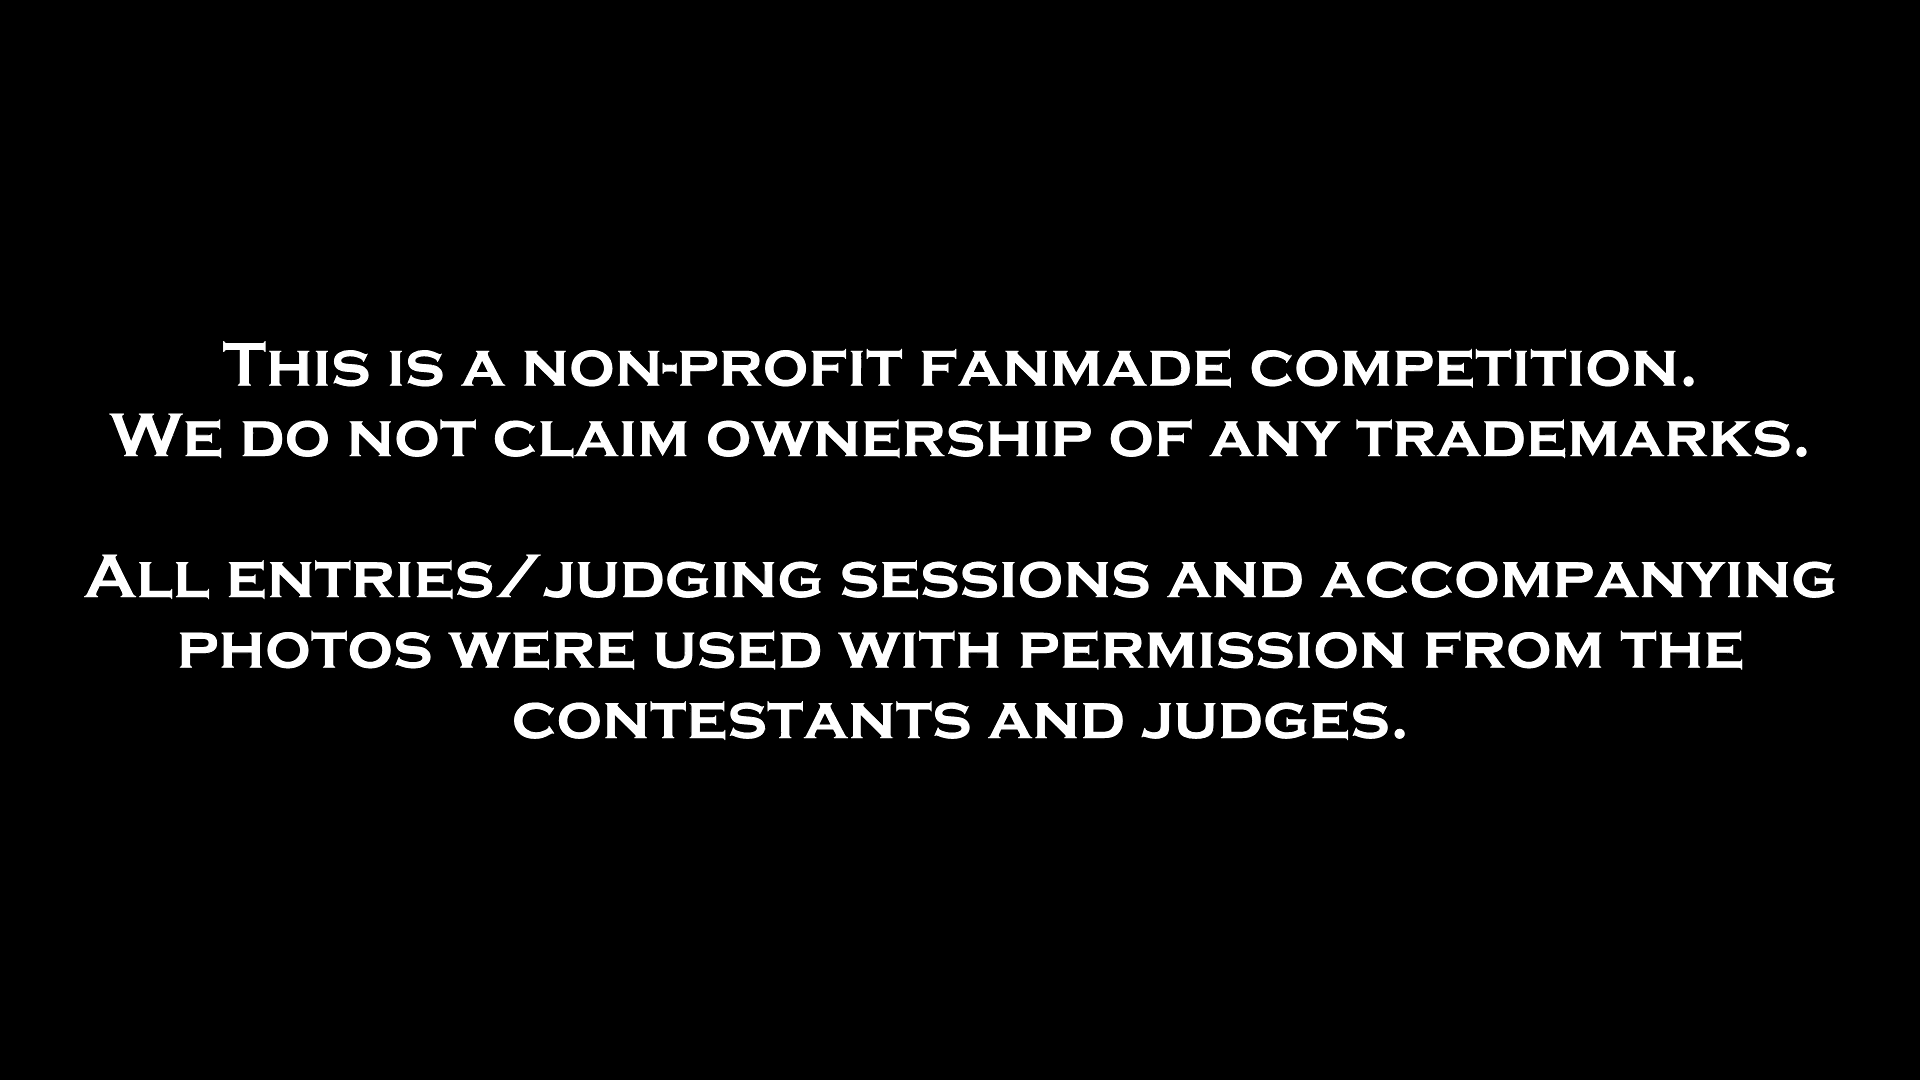 This is a non-profit fanmade competition.
We do not claim ownership of any trademarks.
All entries/judging sessions and accompanying
photos were used with permission from the
contestants and judges.